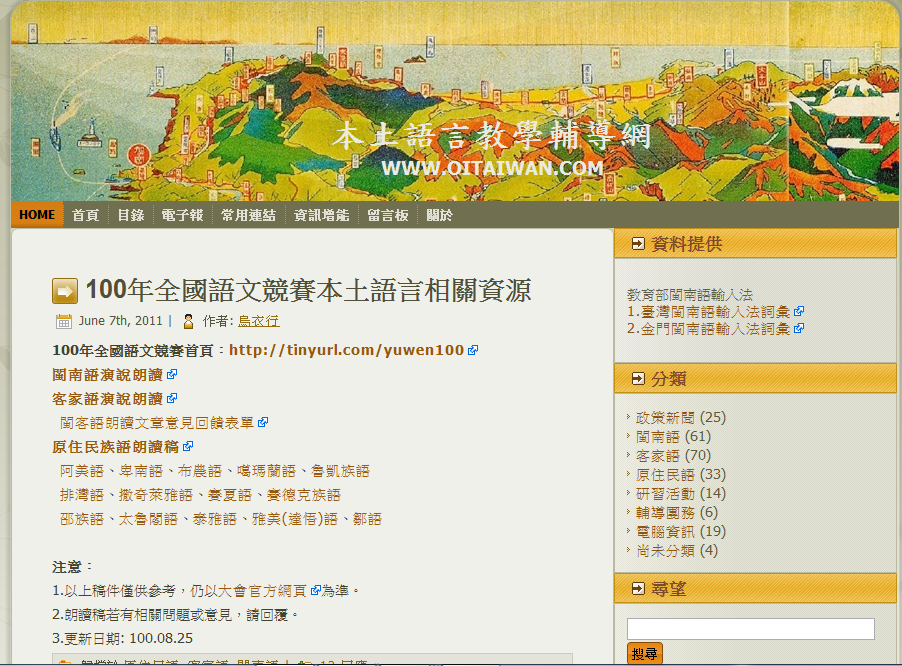 本土語言教學輔導網
WWW.OITAIWAN.COM
HOME 首頁 目錄 電子報 常用連結 資訊增能 留言板 關於
100年全國語文競賽本土語言相關資源
June 7th, 2011 | 作者: 鳥衣行
100年全國語文競賽首頁：http://tinyurl.com/yuwen100
閩南語演說朗讀
客家語演說朗讀
閩客語朗讀文章意見回饋表單
原住民族語朗讀稿
阿美語、卑南語、布農語、噶瑪蘭語、魯凱族語
排灣語、撒奇萊雅語、賽夏語、賽德克族語
邵族語、太魯閣語、泰雅語、雅美(達悟)語、鄒語
注意：
1.以上稿件僅供參考，仍以大會官方網頁為準。
2.朗讀稿若有相關問題或意見，請回覆。
3.更新日期: 100.08.25
資料提供
教育部閩南語輸入法
1.臺灣閩南語輸入法詞彙
2.金門閩南語輸入法詞彙
分類
政策新聞 (25)
閩南語 (61)
客家語 (70)
原住民語 (33)
研習活動 (14)
輔導團務 (6)
電腦資訊 (19)
尚未分類 (4)
尋望
搜尋